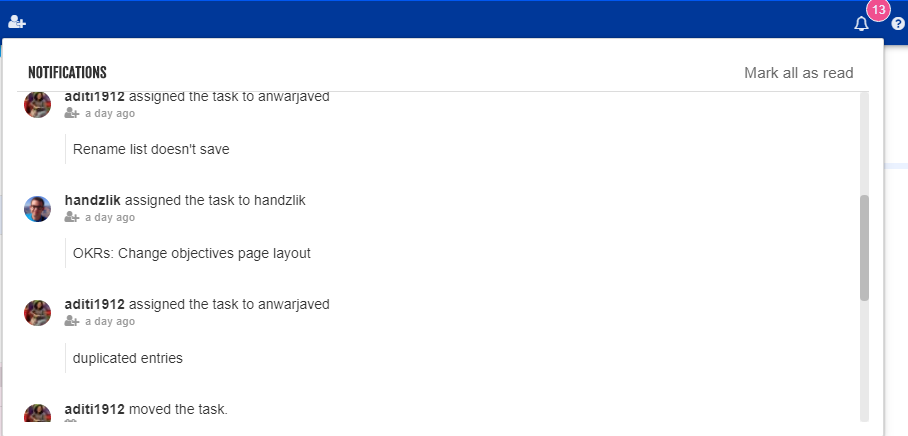 13
NOTIFICATIONS
Mark all as read
aditi1912 assigned the task to anwarjaved
a day ago
Rename list doesn't save
handzlik assigned the task to handzlik
a day ago
OKRs: Change objectives page layout
aditi1912 assigned the task to anwarjaved
a day ago
duplicated entries
aditi1912 moved the task.